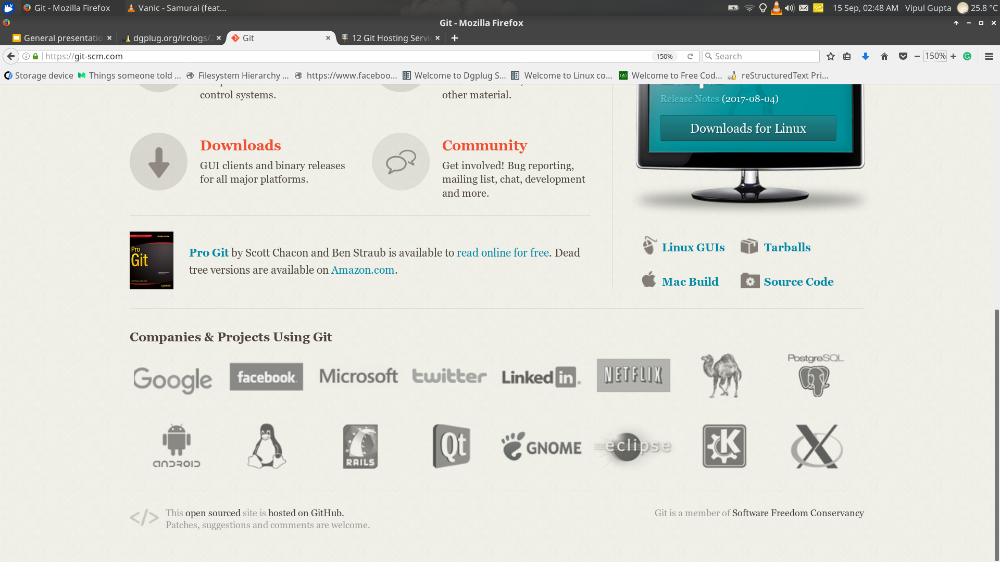 Git - Mozilla Firefox
Vanic - Samurai (feat...
15 Sep, 02:48 AM
Vipul Gupta
25.8 °C
Git - Mozilla Firefox
General presentatio
dgplug.org/irclogs/2
Git
12 Git Hosting Servi
https://git-scm.com
150%
Search
150%
Storage device
Things someone told ...
Filesystem Hierarchy ...
https://www.faceboo...
Welcome to Dgplug S...
Welcome to Linux co...
Welcome to Free Cod...
reStructuredText Pri...
control systems.
other material.
Release Notes (2017-08-04)
Downloads for Linux
Downloads
GUI clients and binary releases
for all major platforms.
Community
Get involved! Bug reporting,
mailing list, chat, development
and more.
Pro
Git
Apress
Pro Git by Scott Chacon and Ben Straub is available to read online for free. Dead
tree versions are available on Amazon.com.
Linux GUIs
Tarballs
Mac Build
Source Code
Companies & Projects Using Git
Google
facebook
Microsoft
twitter
Linked in
NETFLIX
PostgreSQL
ANDROID
RAILS
Qt
GNOME
eclipse
K
X
</> This open sourced site is hosted on GitHub.
Patches, suggestions and comments are welcome.
Git is a member of Software Freedom Conservancy